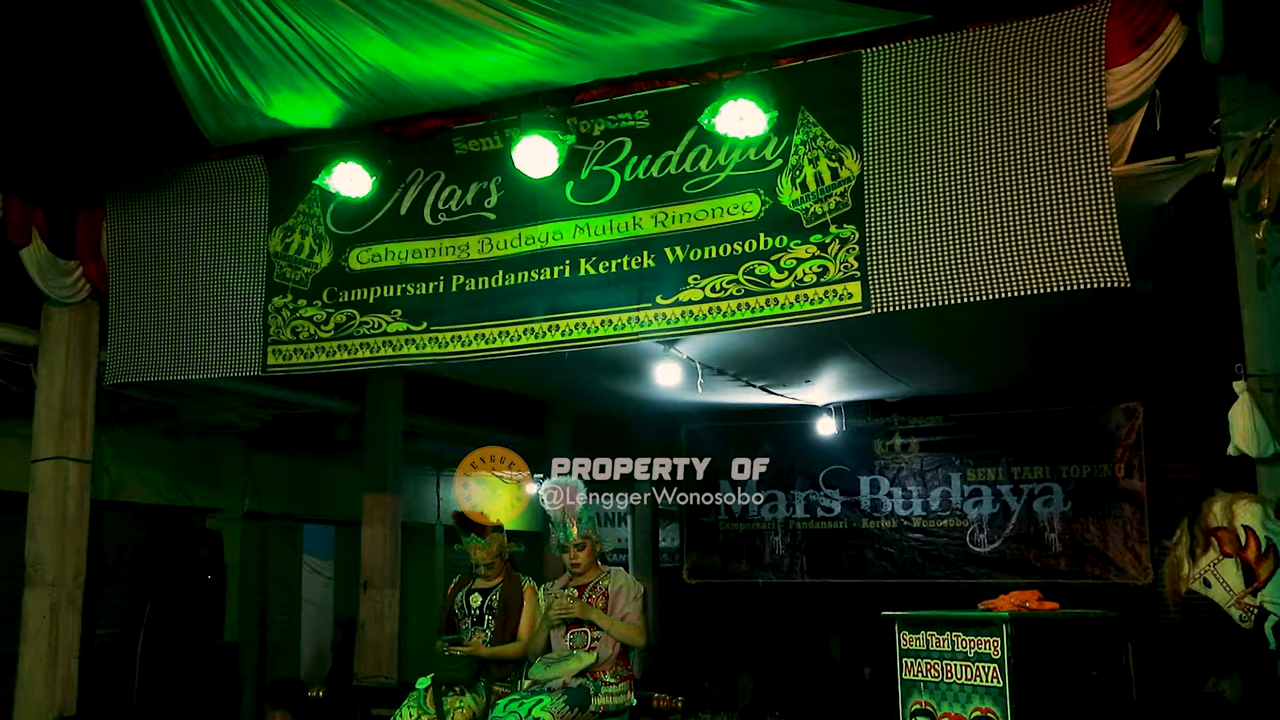 Seni Topeng
Mars Budaya
MARS BUDAYA
Cahyaning Budaya Muluk Rinonce
Campursari Pandansari Kertek Wonosobo
LENGGER
PROPERTY OF
@LenggerWonosobo
SENI TARI TOPENG
Mars Budaya
Campursari - Pandansari - Kertek - Wonosobo
Seni Tari Topeng
MARS BUDAYA